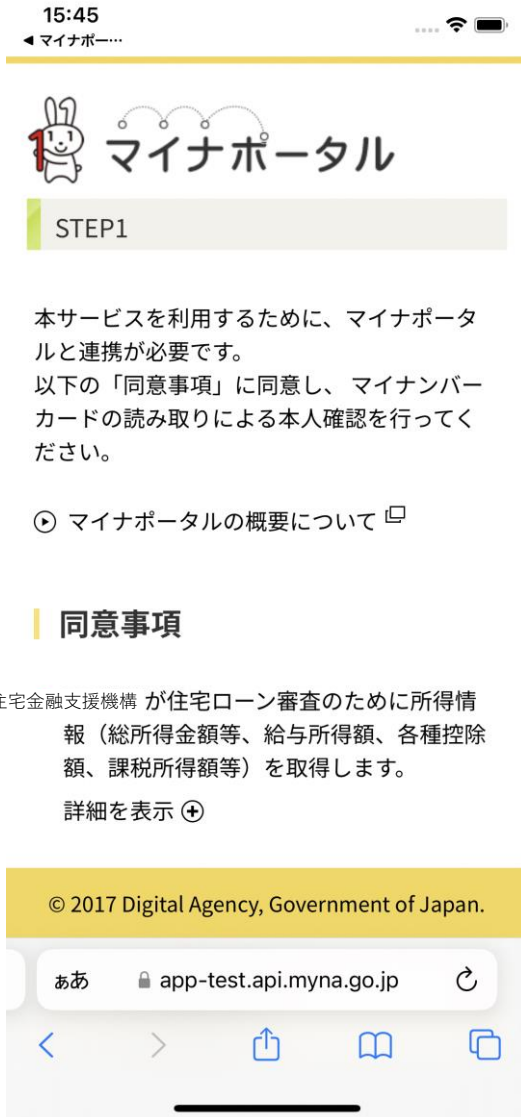 15:45
◀ マイナポー…
マイナポータル
STEP1
本サービスを利用するために、マイナポータ
ルと連携が必要です。
以下の「同意事項」に同意し、 マイナンバー
カードの読み取りによる本人確認を行ってく
ださい。
マイナポータルの概要について
同意事項
宅金融支援機構 が住宅ローン審査のために所得情
報（総所得金額等、給与所得額、各種控除
額、課税所得額等）を取得します。
詳細を表示
© 2017 Digital Agency, Government of Japan.
ぁあ app-test.api.myna.go.jp